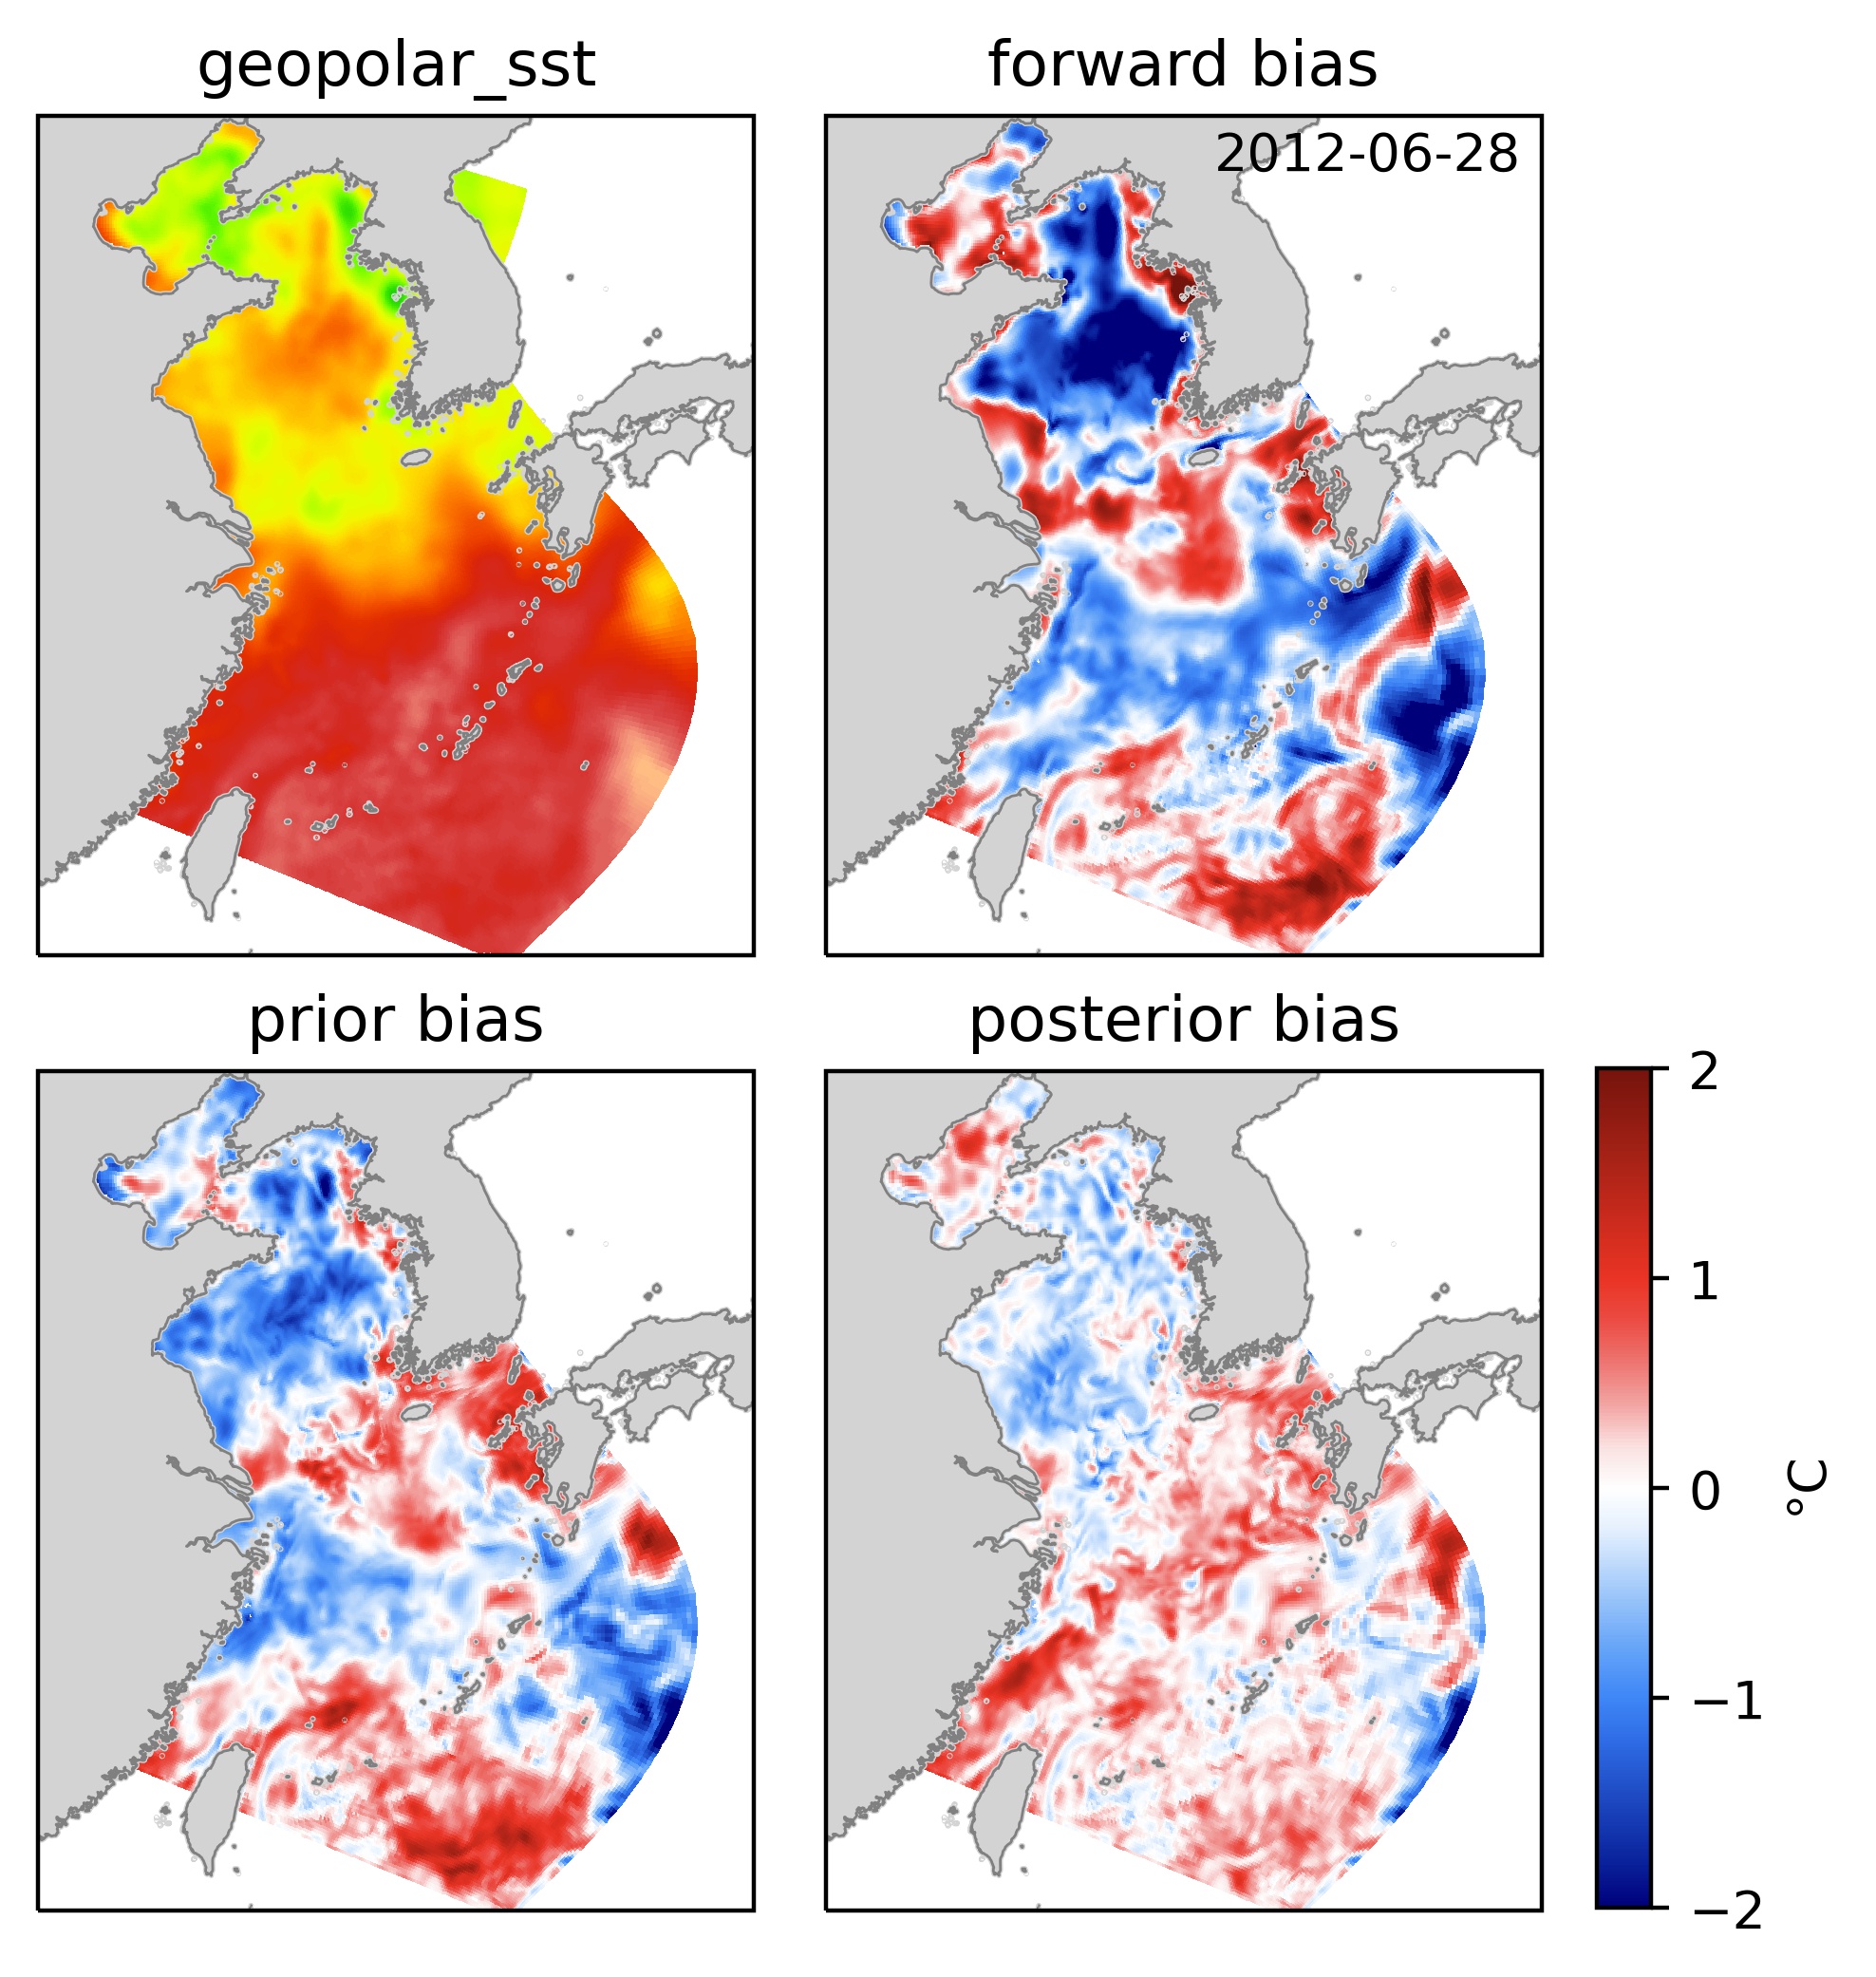 geopolar_sst
forward bias
2012-06-28
prior bias
posterior bias
2
1
0
−1
−2
°C